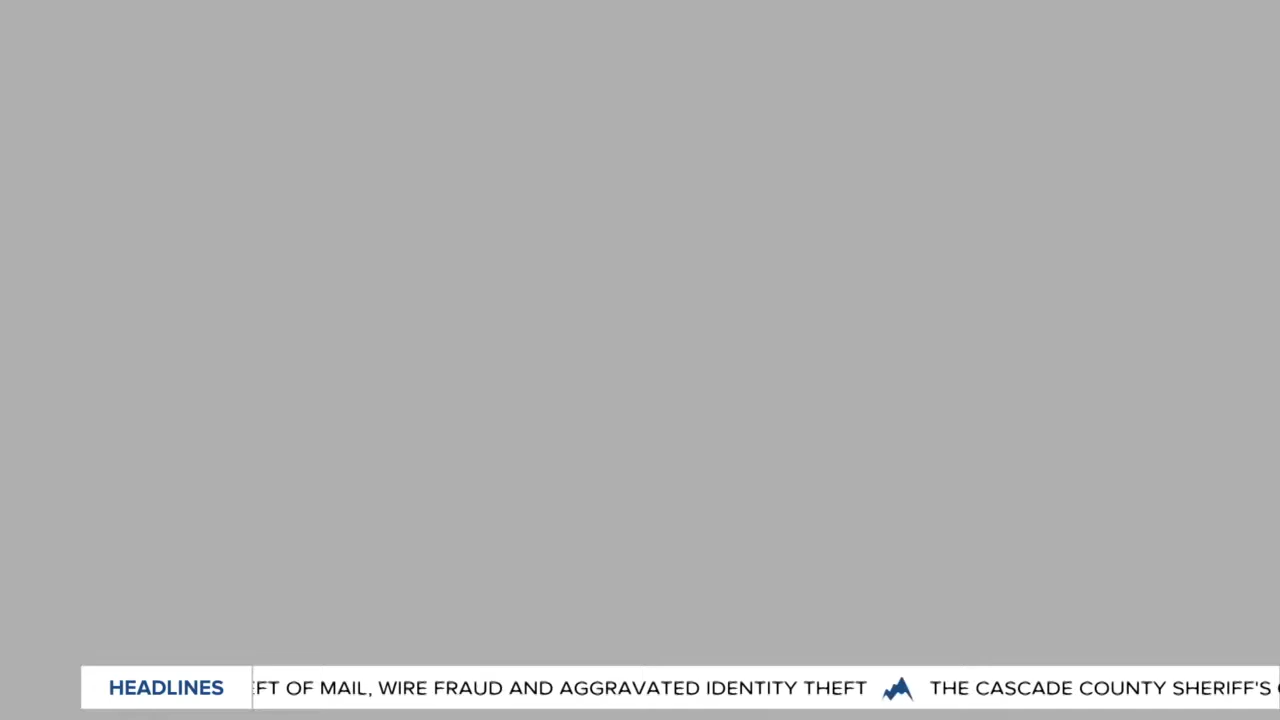 HEADLINES
OF MAIL, WIRE FRAUD AND AGGRAVATED IDENTITY THEFT THE CASCADE COUNTY SHERIFF'S